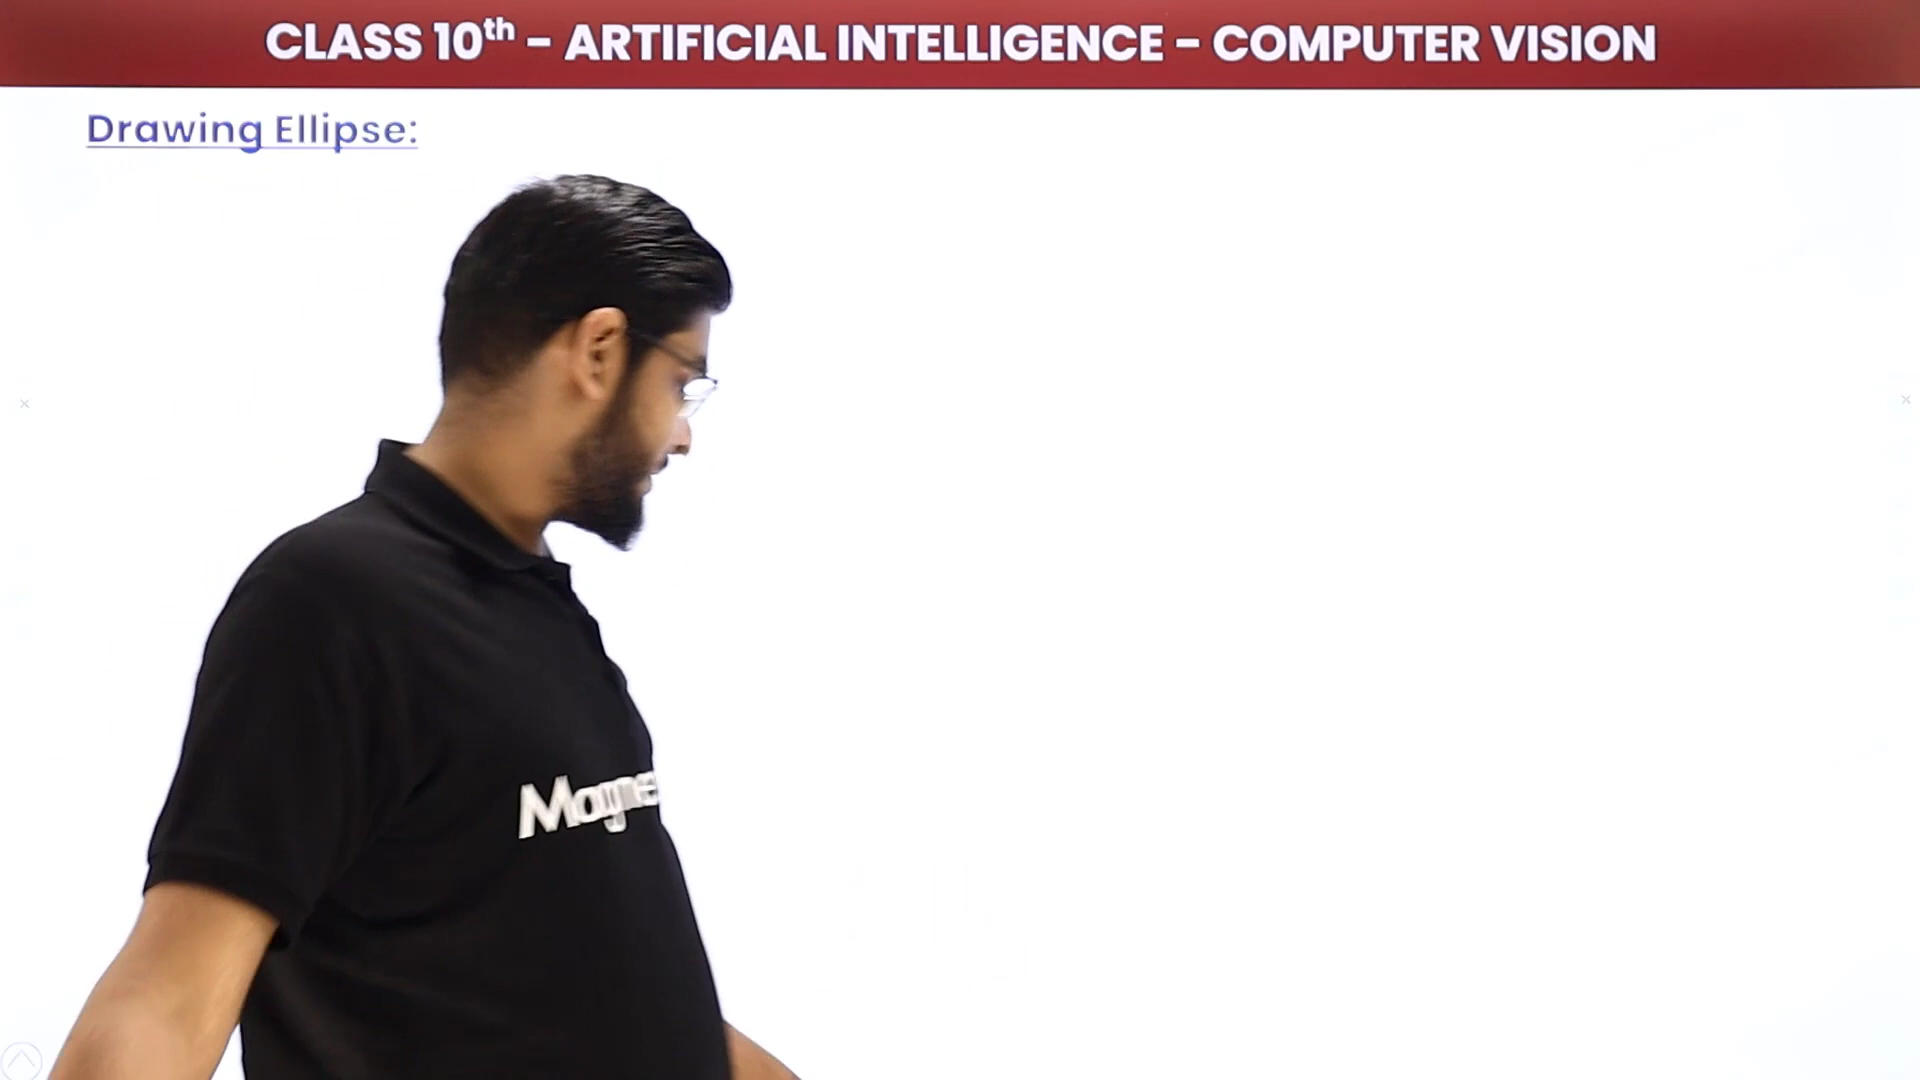 CLASS 10th - ARTIFICIAL INTELLIGENCE - COMPUTER VISION
Drawing Ellipse: